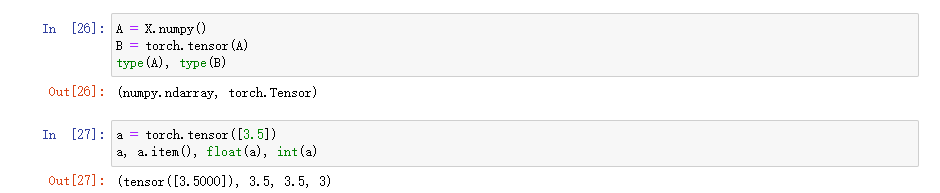 In [26]: A = X.numpy()
B = torch.tensor(A)
type(A), type(B)
Out[26]: (numpy.ndarray, torch.Tensor)
In [27]: a = torch.tensor([3.5])
a, a.item(), float(a), int(a)
Out[27]: (tensor([3.5000]), 3.5, 3.5, 3)